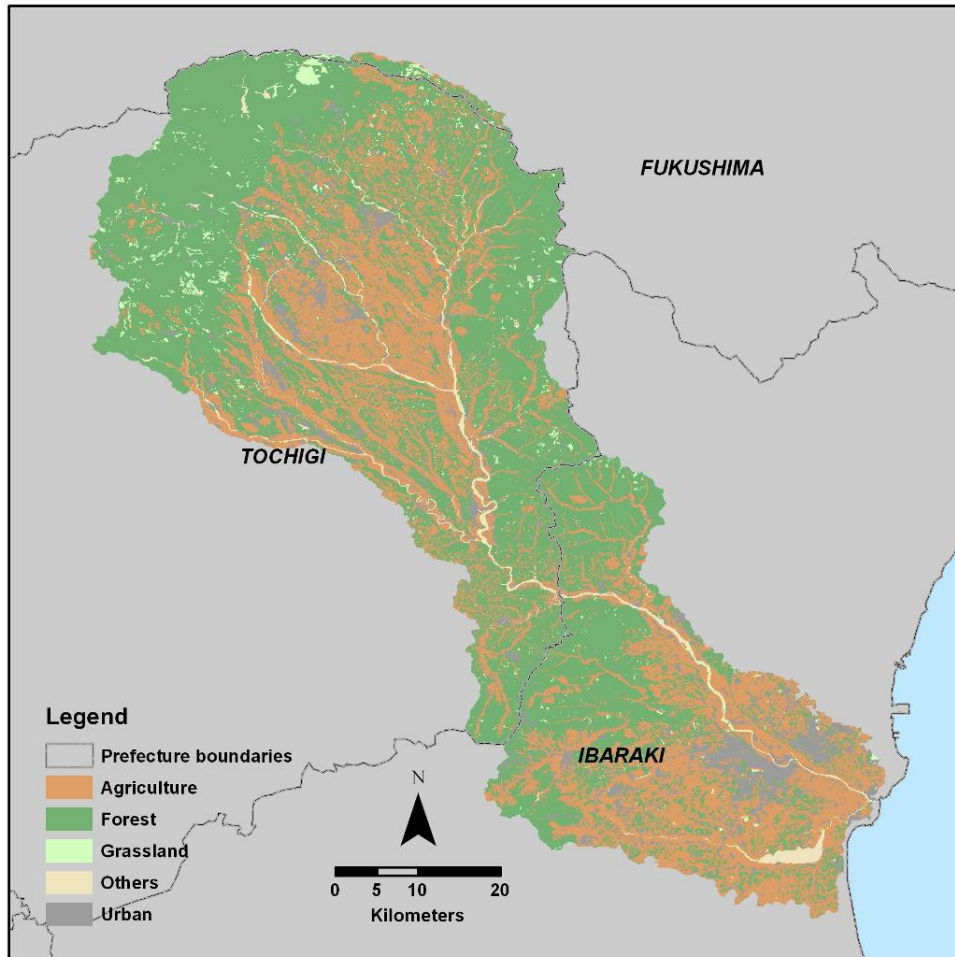 FUKUSHIMA
TOCHIGI
IBARAKI
Legend
Prefecture boundaries
Agriculture
Forest
Grassland
Others
Urban
N
0 5 10 20
Kilometers